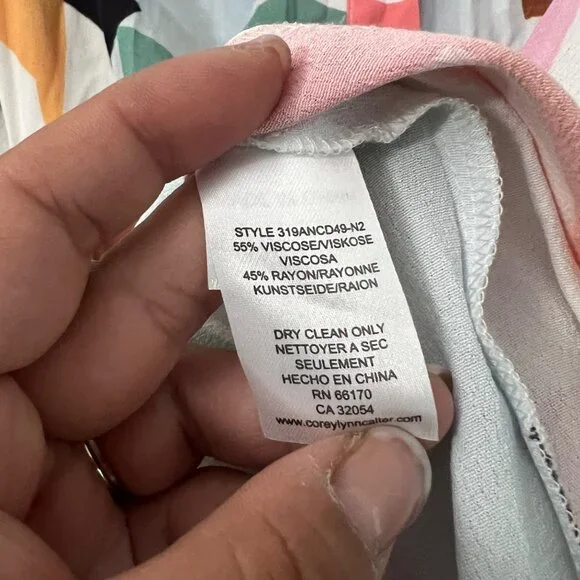 STYLE 319ANCD49-N2
55% VISCOSE/VISKOSE
VISCOSA
45% RAYON/RAYONNE
KUNSTSEIDE/RAION
DRY CLEAN ONLY
NETTOYER A SEC
SEULEMENT
HECHO EN CHINA
RN 66170
CA 32054
www.coreylynncalter.com